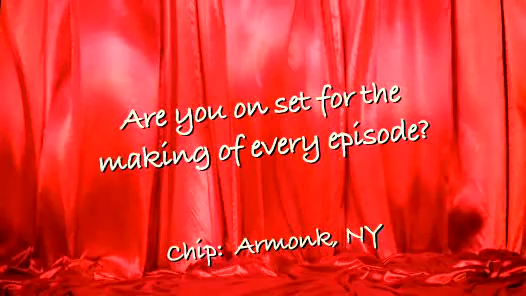 Are you on set for the
making of every episode?
Chip: Armonk, NY